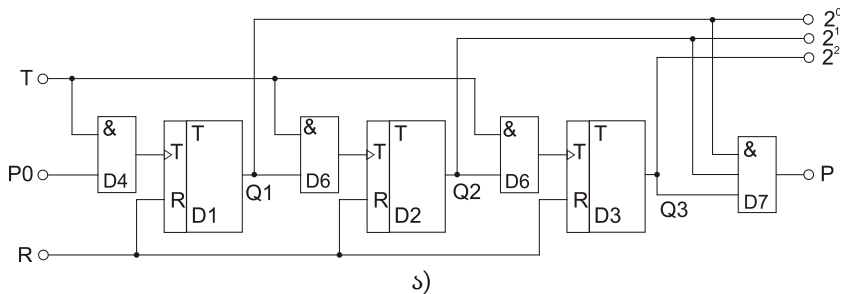 2⁰
2¹
2²
T
& T & T & T
P0 T T T & P
D4 D6 D6
R D1 Q1 R D2 Q2 R D3 Q3 D7
R
ა)